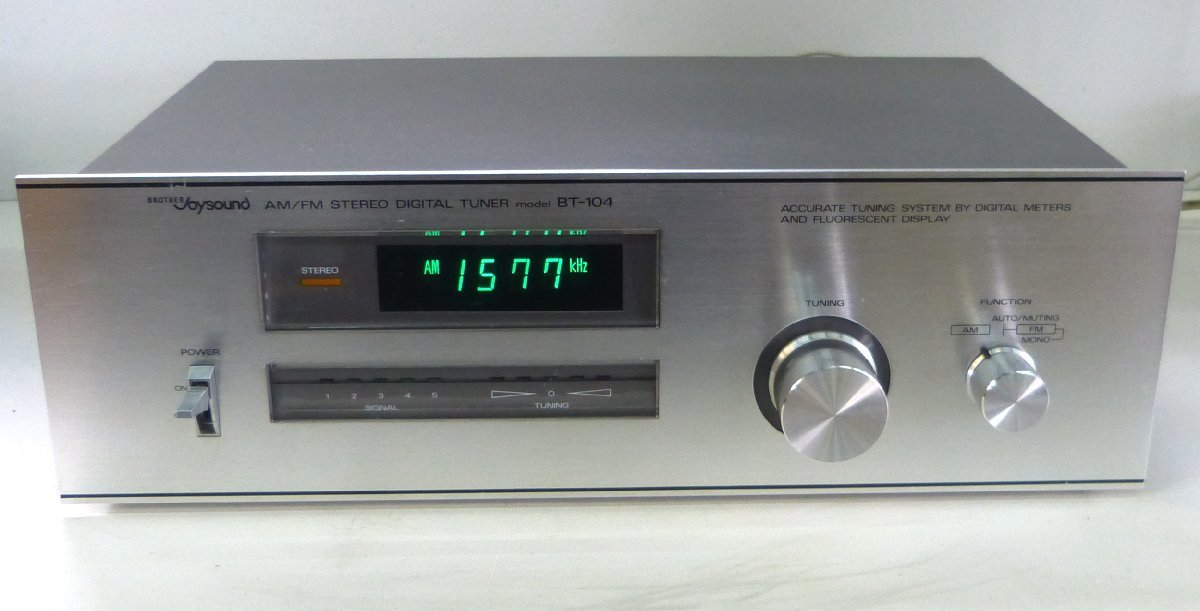 BROTHER Joysound AM/FM STEREO DIGITAL TUNER model BT-104
ACCURATE TUNING SYSTEM BY DIGITAL METERS
AND FLUORESCENT DISPLAY
STEREO
AM 1577 kHz
POWER
ON
1 2 3 4 5
SIGNAL
0
TUNING
TUNING
FUNCTION
AUTO/MUTING
AM
FM
MONO